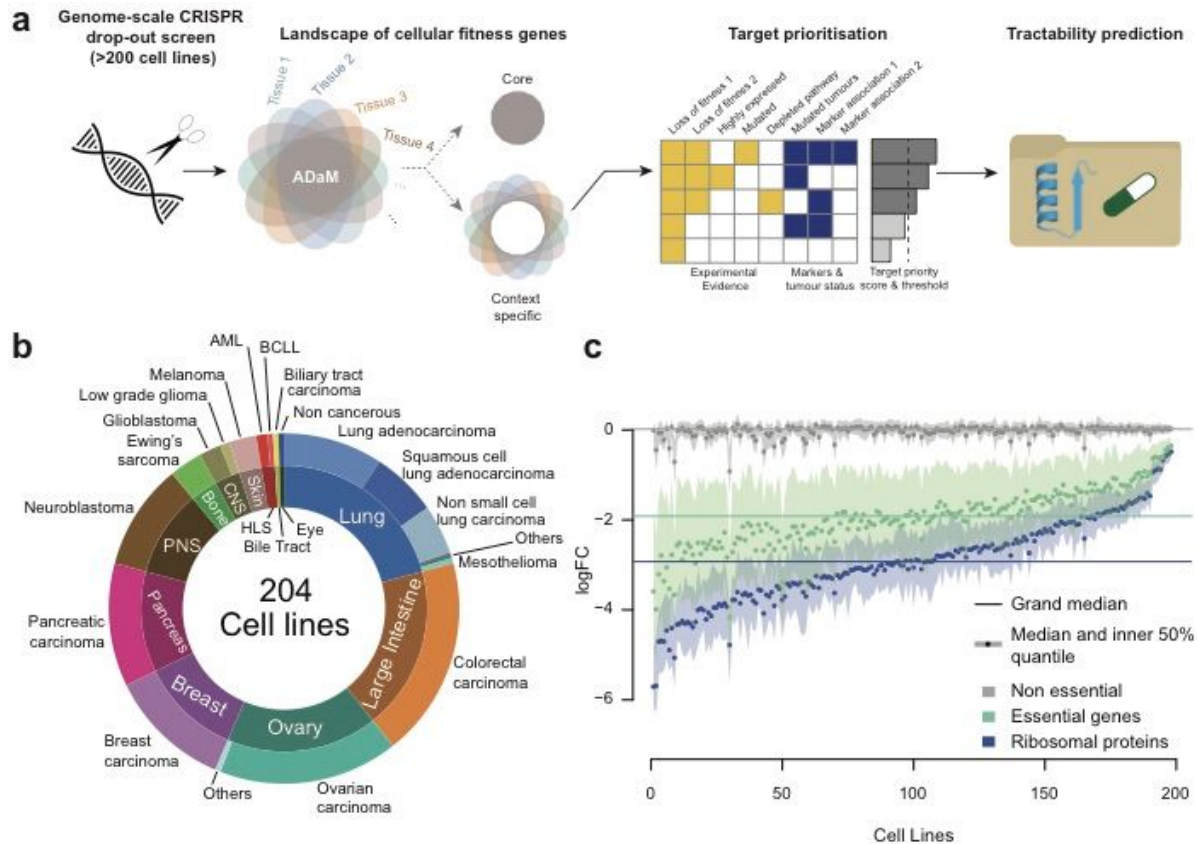 a
Genome-scale CRISPR
drop-out screen
(>200 cell lines)
Landscape of cellular fitness genes
Target prioritisation
Tractability prediction
Tissue 1
Tissue 2
Tissue 3
Tissue 4
ADaM
...
...
Core
Context
specific
Loss of fitness 1
Loss of fitness 2
Highly expressed
Mutated
Depleted pathway
Mutated tumours
Marker association 1
Marker association 2
Experimental
Evidence
Markers &
tumour status
Target priority
score & threshold
b
AML
BCLL
Melanoma
Biliary tract
carcinoma
Low grade glioma
Non cancerous
Glioblastoma
Lung adenocarcinoma
Ewing's
sarcoma
Squamous cell
lung adenocarcinoma
Neuroblastoma
Non small cell
lung carcinoma
Others
Mesothelioma
Bone
CNS
Skin
Lung
HLS
Eye
Bile Tract
PNS
204
Cell lines
Pancreatic
carcinoma
Pancreas
Large Intestine
Colorectal
carcinoma
Breast
Ovary
Breast
carcinoma
Others
Ovarian
carcinoma
c
0
−2
−4
−6
logFC
Grand median
Median and inner 50%
quantile
Non essential
Essential genes
Ribosomal proteins
0
50
100
150
200
Cell Lines